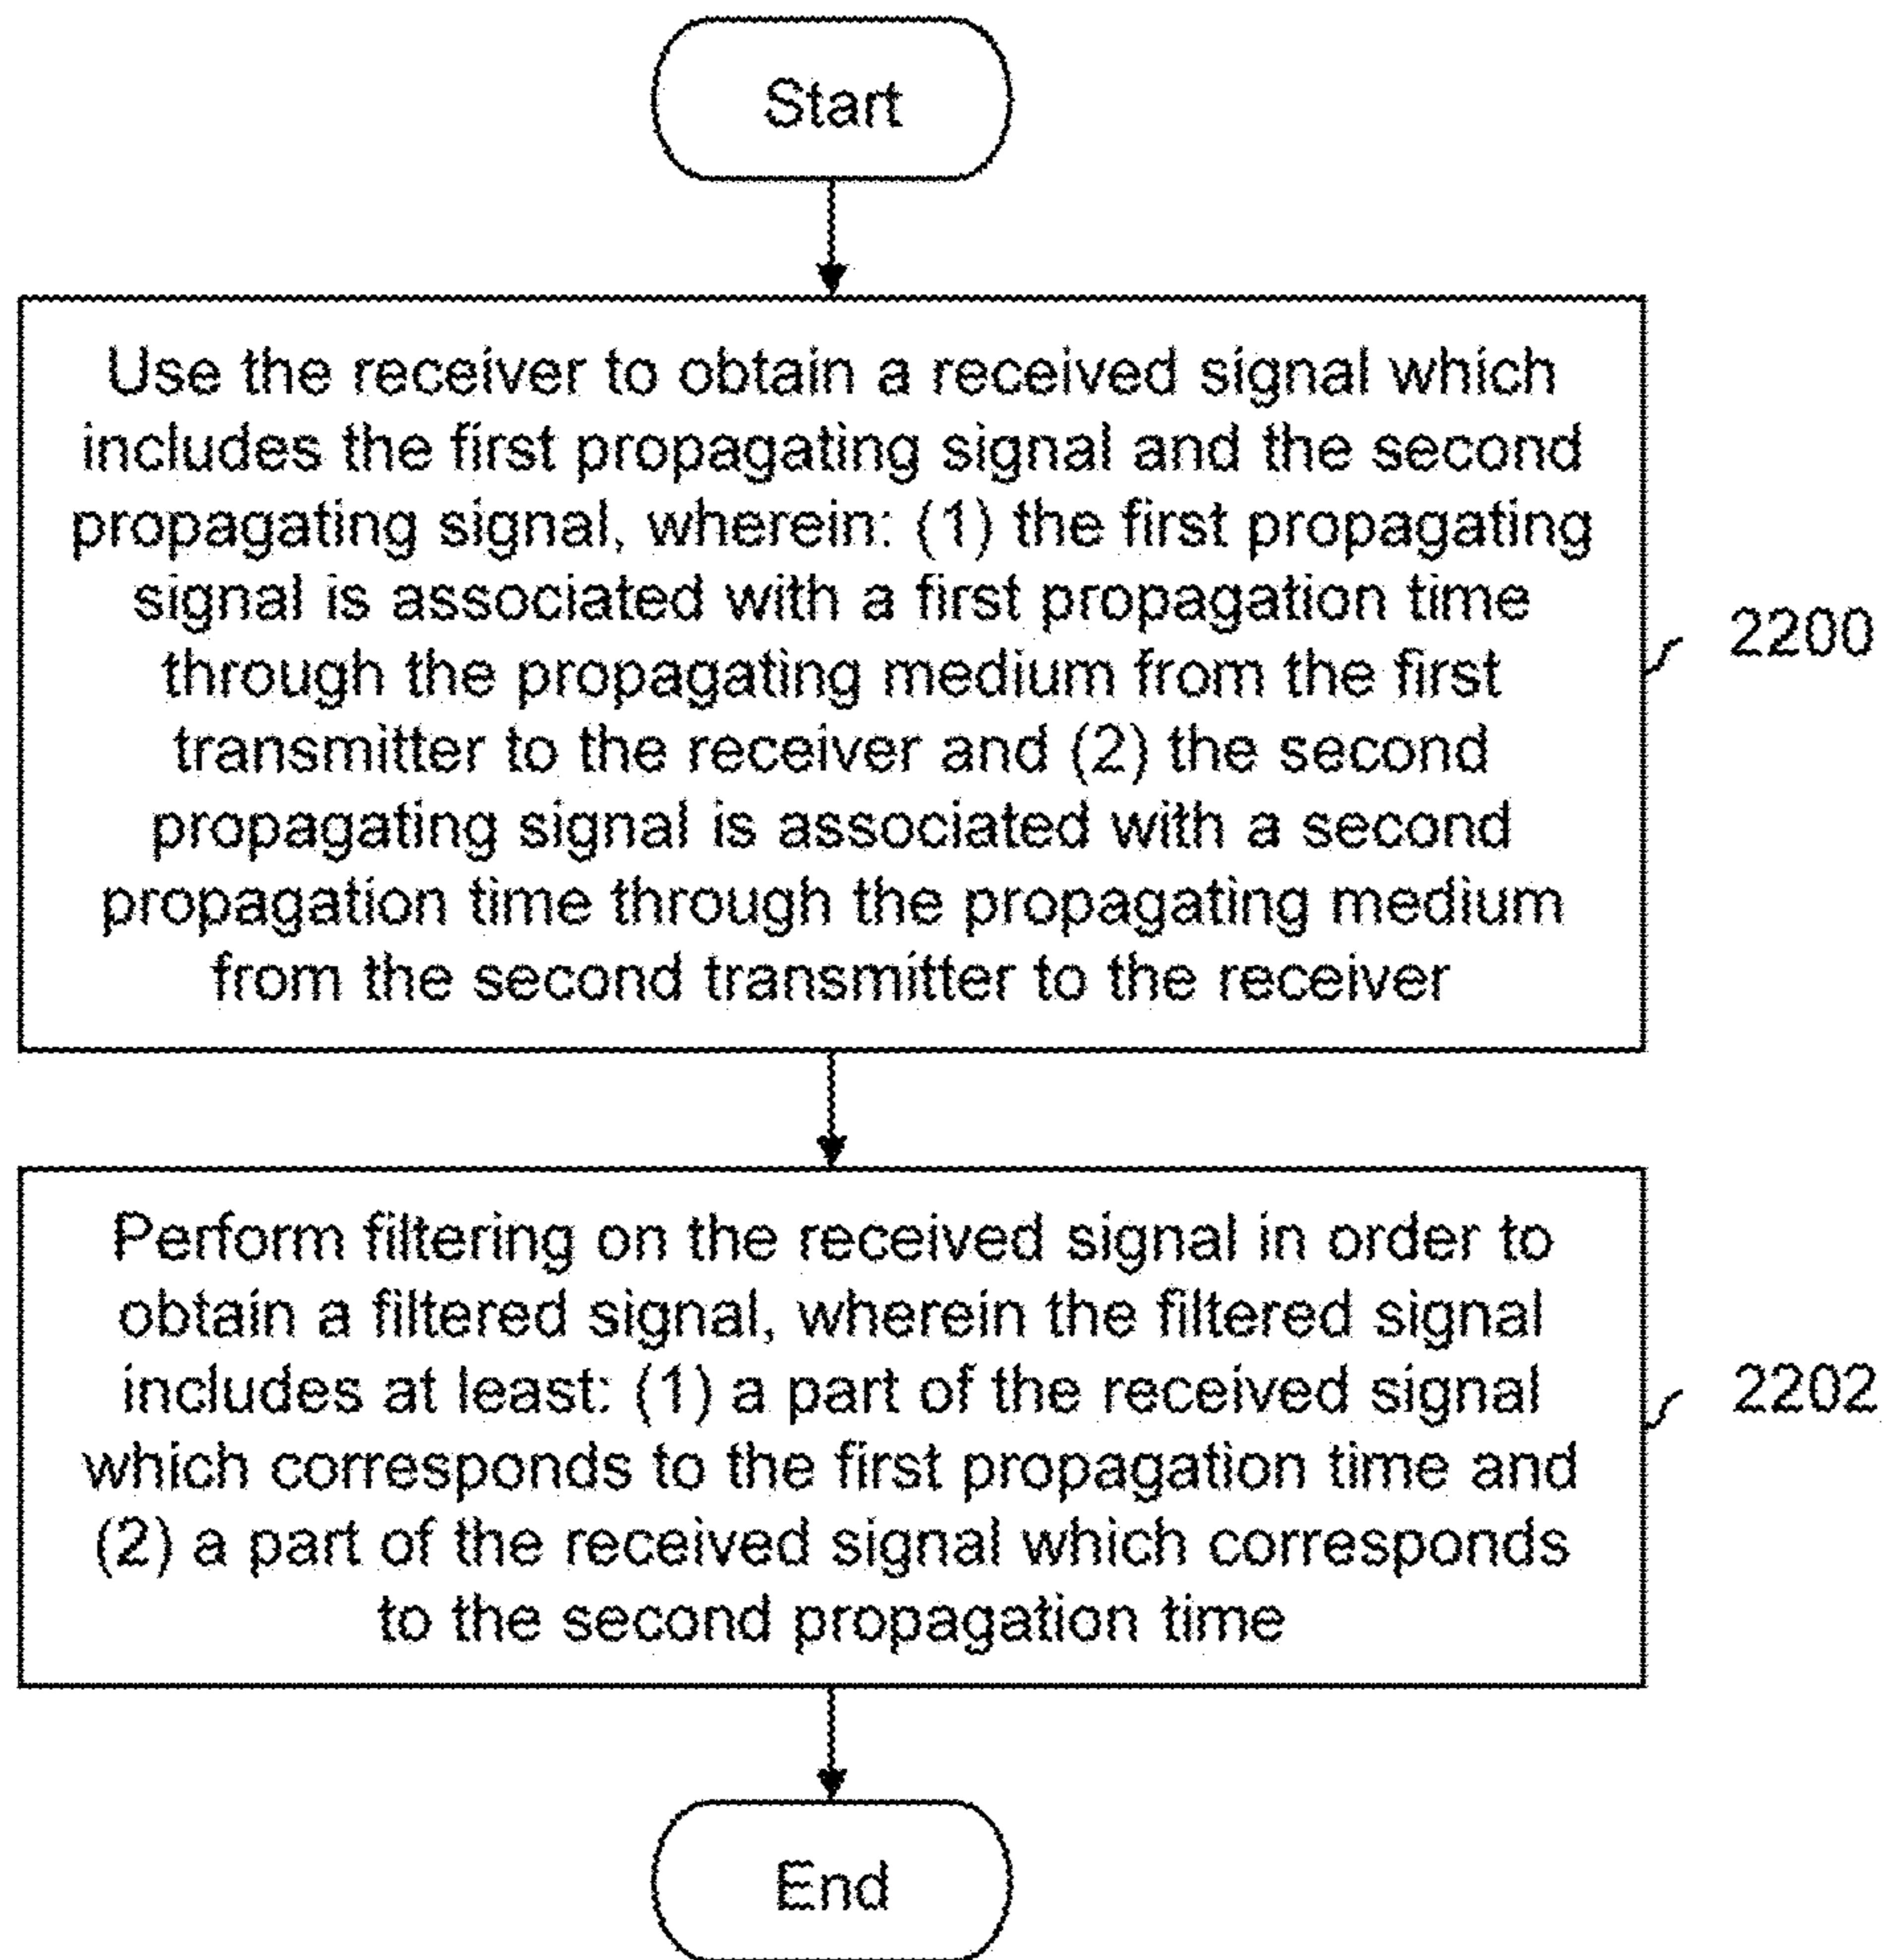 Start
Use the receiver to obtain a received signal which
includes the first propagating signal and the second
propagating signal, wherein: (1) the first propagating
signal is associated with a first propagation time
through the propagating medium from the first
transmitter to the receiver and (2) the second
propagating signal is associated with a second
propagation time through the propagating medium
from the second transmitter to the receiver
2200
Perform filtering on the received signal in order to
obtain a filtered signal, wherein the filtered signal
includes at least: (1) a part of the received signal
which corresponds to the first propagation time and
(2) a part of the received signal which corresponds
to the second propagation time
2202
End